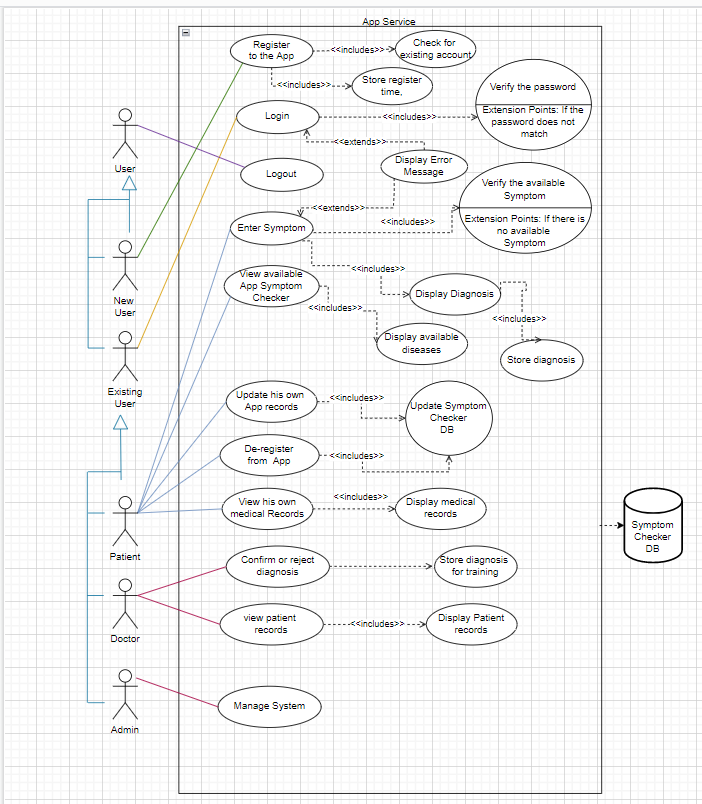 App Service
Register
to the App
<<includes>>
Check for
existing account
<<includes>>
Store register
time,
Verify the password
Extension Points: If the
password does not
match
Login
<<includes>>
User
<<extends>>
Display Error
Message
Logout
Verify the available
Symptom
Extension Points: If there is
no available
Symptom
<<extends>>
Enter Symptom
<<includes>>
New
User
View available
App Symptom
Checker
<<includes>>
Display Diagnosis
<<includes>>
<<includes>>
Display available
diseases
Store diagnosis
Existing
User
Update his own
App records
<<includes>>
Update Symptom
Checker
DB
De-register
from App
<<includes>>
View his own
medical Records
<<includes>>
Display medical
records
Symptom
Checker
DB
Patient
Confirm or reject
diagnosis
Store diagnosis
for training
Doctor
view patient
records
<<includes>>
Display Patient
records
Manage System
Admin